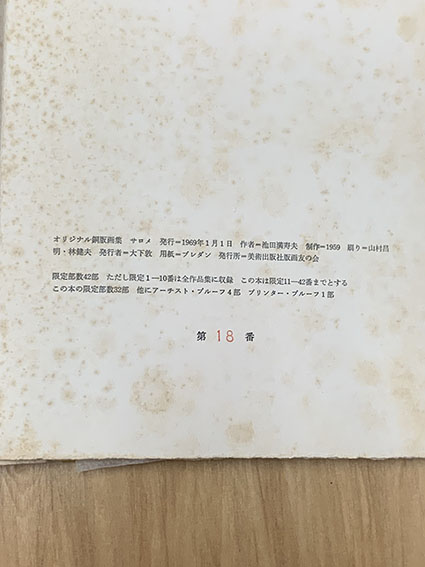 オリジナル銅版画集　サロメ　発行＝1969年1月1日　作者＝池田満寿夫　制作＝1959　刷り＝山村昌
明・林健夫　発行者＝大下敦　用紙＝ブレダン　発行所＝美術出版社版画友の会
限定部数42部　ただし限定1—10番は全作品集に収録　この本は限定11—42番までとする
この本の限定部数32部　他にアーチスト・プルーフ4部　プリンター・プルーフ1部
第 18 番